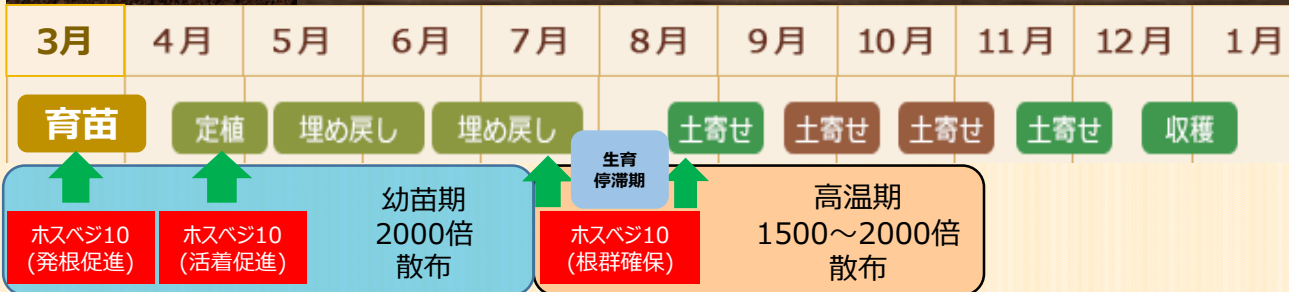 3月 4月 5月 6月 7月 8月 9月 10月 11月 12月 1月
育苗 定植 埋め戻し 埋め戻し 土寄せ 土寄せ 土寄せ 土寄せ 収穫
生育
停滞期
ホスベジ10
(発根促進)
ホスベジ10
(活着促進)
幼苗期
2000倍
散布
ホスベジ10
(根群確保)
高温期
1500～2000倍
散布